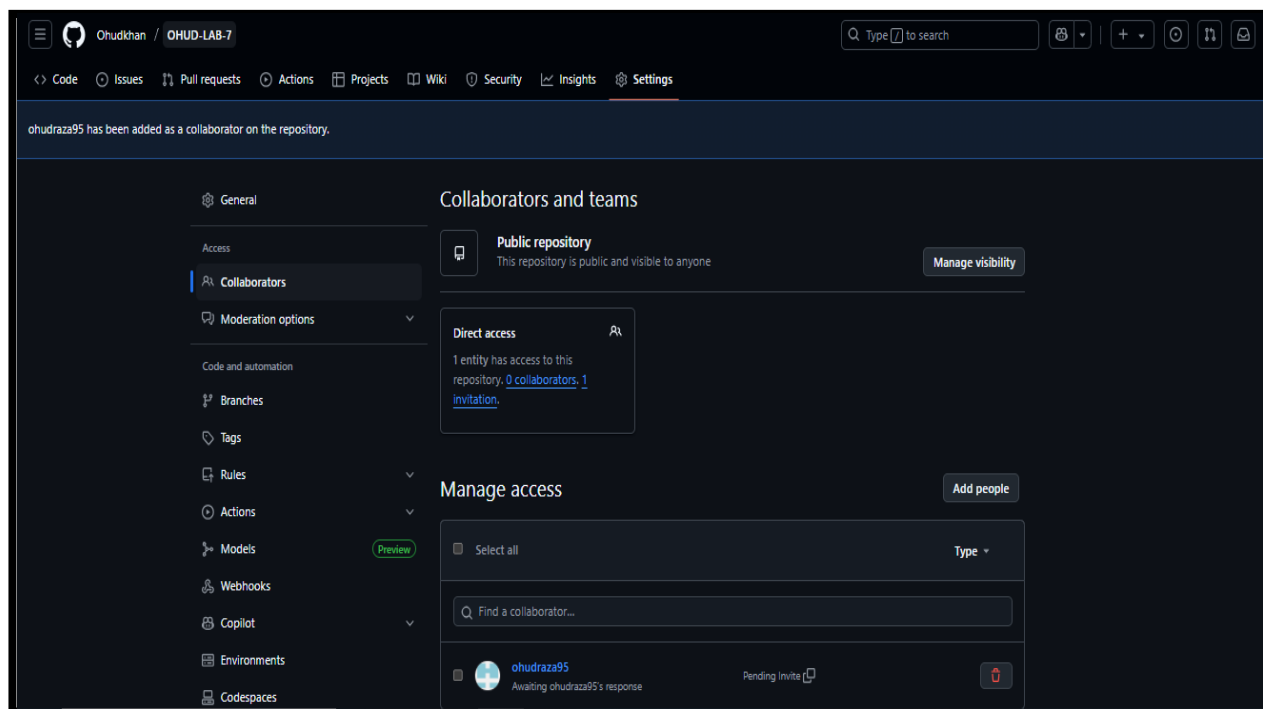 Ohudkhan / OHUD-LAB-7
Type / to search
Code Issues Pull requests Actions Projects Wiki Security Insights Settings
ohudraza95 has been added as a collaborator on the repository.
General
Access
Collaborators
Moderation options
Code and automation
Branches
Tags
Rules
Actions
Models Preview
Webhooks
Copilot
Environments
Codespaces
Collaborators and teams
Public repository
This repository is public and visible to anyone
Manage visibility
Direct access
1 entity has access to this
repository. 0 collaborators. 1
invitation.
Manage access
Add people
Select all
Type
Find a collaborator...
ohudraza95
Awaiting ohudraza95's response
Pending Invite